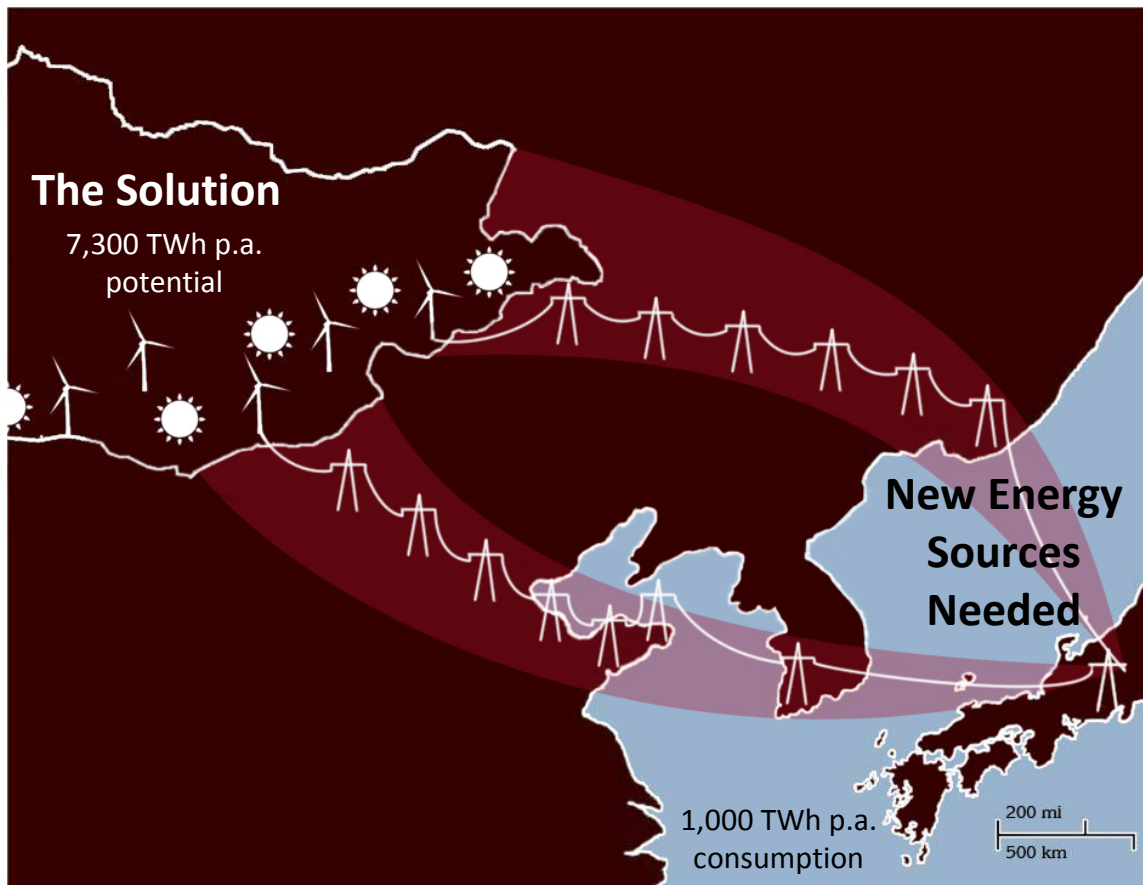 The Solution
7,300 TWh p.a.
potential
New Energy
Sources
Needed
1,000 TWh p.a.
consumption
200 mi
500 km